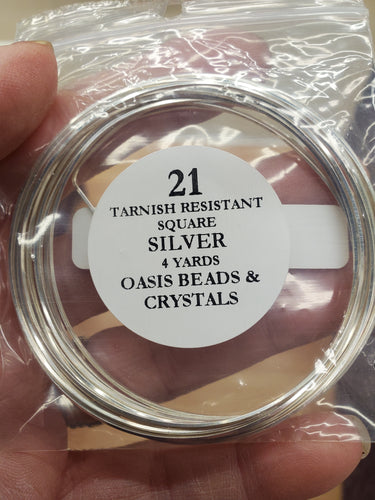 21
TARNISH RESISTANT
SQUARE
SILVER
4 YARDS
OASIS BEADS &
CRYSTALS